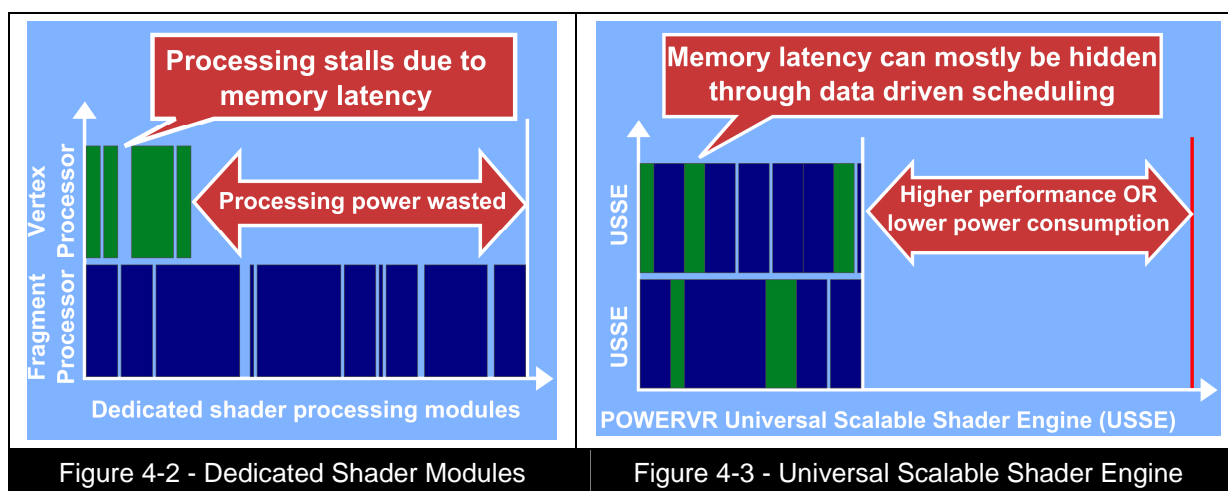 Processing stalls due to
memory latency
Vertex
Processor
Processing power wasted
Fragment
Processor
Dedicated shader processing modules
Figure 4-2 - Dedicated Shader Modules
Memory latency can mostly be hidden
through data driven scheduling
USSE
Higher performance OR
lower power consumption
USSE
POWERVR Universal Scalable Shader Engine (USSE)
Figure 4-3 - Universal Scalable Shader Engine